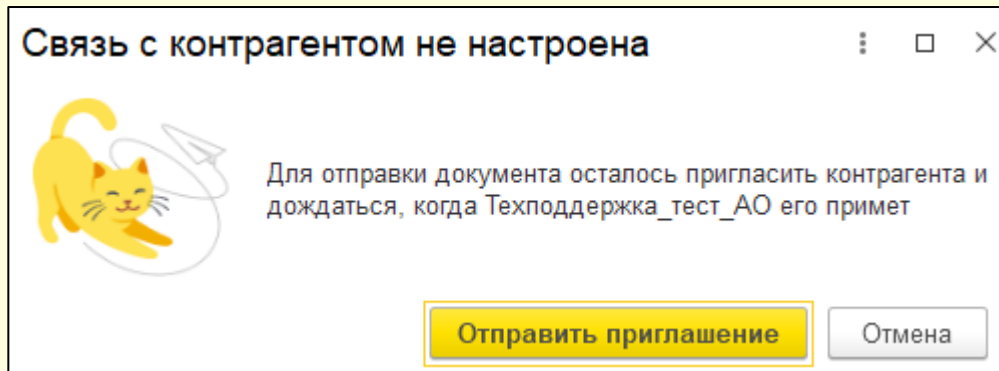 Связь с контрагентом не настроена
Для отправки документа осталось пригласить контрагента и
дождаться, когда Техподдержка_тест_АО его примет
Отправить приглашение
Отмена